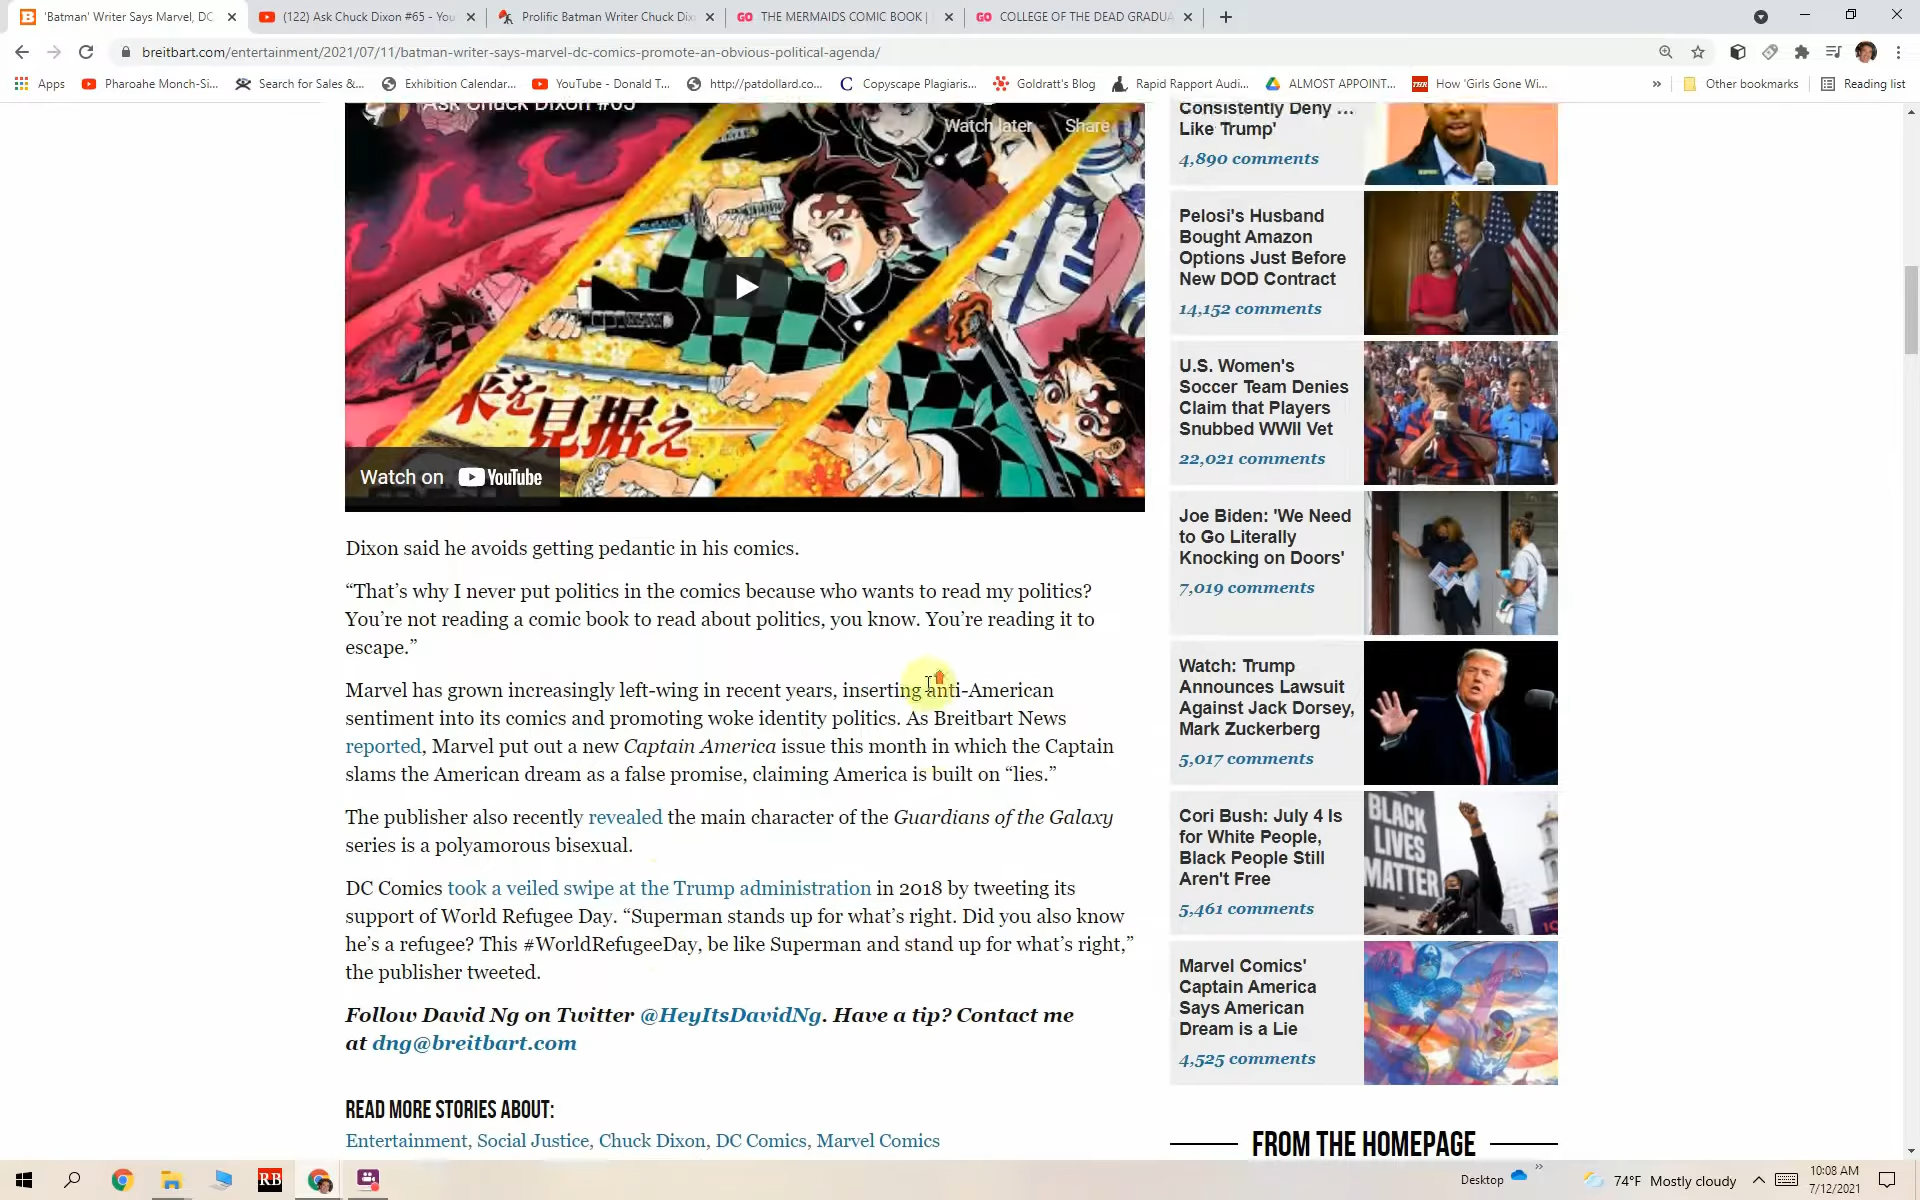 'Batman' Writer Says Marvel, DC
(122) Ask Chuck Dixon #65 - You
Prolific Batman Writer Chuck Dix
THE MERMAIDS COMIC BOOK |
COLLEGE OF THE DEAD GRADUA
breitbart.com/entertainment/2021/07/11/batman-writer-says-marvel-dc-comics-promote-an-obvious-political-agenda/
Apps
Pharoahe Monch-Si...
Search for Sales &...
Exhibition Calendar...
YouTube - Donald T...
http://patdollard.co...
Copyscape Plagiaris...
Goldratt's Blog
Rapid Rapport Audi...
ALMOST APPOINT...
THR
How 'Girls Gone Wi...
»
Other bookmarks
Reading list
Ask Chuck Dixon #65
Watch later
Share
来を
見据え
Watch on YouTube
Dixon said he avoids getting pedantic in his comics.
“That’s why I never put politics in the comics because who wants to read my politics?
You’re not reading a comic book to read about politics, you know. You’re reading it to
escape.”
Marvel has grown increasingly left-wing in recent years, inserting anti-American
sentiment into its comics and promoting woke identity politics. As Breitbart News
reported, Marvel put out a new Captain America issue this month in which the Captain
slams the American dream as a false promise, claiming America is built on “lies.”
The publisher also recently revealed the main character of the Guardians of the Galaxy
series is a polyamorous bisexual.
DC Comics took a veiled swipe at the Trump administration in 2018 by tweeting its
support of World Refugee Day. “Superman stands up for what’s right. Did you also know
he’s a refugee? This #WorldRefugeeDay, be like Superman and stand up for what’s right,”
the publisher tweeted.
Follow David Ng on Twitter @HeyItsDavidNg. Have a tip? Contact me
at dng@breitbart.com
READ MORE STORIES ABOUT:
Entertainment, Social Justice, Chuck Dixon, DC Comics, Marvel Comics
Consistently Deny …
Like Trump'
4,890 comments
Pelosi's Husband
Bought Amazon
Options Just Before
New DOD Contract
14,152 comments
U.S. Women's
Soccer Team Denies
Claim that Players
Snubbed WWII Vet
22,021 comments
Joe Biden: 'We Need
to Go Literally
Knocking on Doors'
7,019 comments
Watch: Trump
Announces Lawsuit
Against Jack Dorsey,
Mark Zuckerberg
5,017 comments
Cori Bush: July 4 Is
for White People,
Black People Still
Aren't Free
5,461 comments
BLACK
LIVES
MATTER
Marvel Comics'
Captain America
Says American
Dream is a Lie
4,525 comments
FROM THE HOMEPAGE
RB
Desktop
»
74°F Mostly cloudy
10:08 AM
7/12/2021